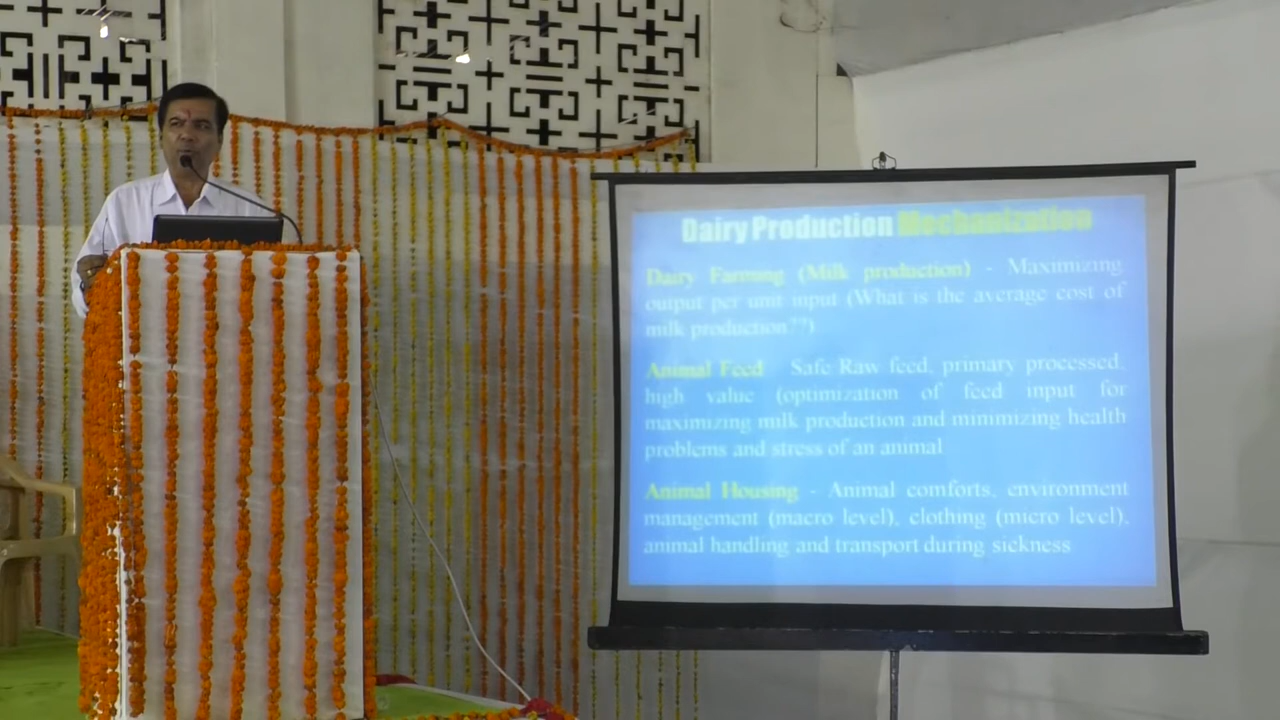 Dairy Production Mechanization
Dairy Farming (Milk production) - Maximizing
output per unit input (What is the average cost of
milk production??)
Animal Feed - Safe Raw feed, primary processed,
high value (optimization of feed input for
maximizing milk production and minimizing health
problems and stress of an animal
Animal Housing - Animal comforts, environment
management (macro level), clothing (micro level),
animal handling and transport during sickness